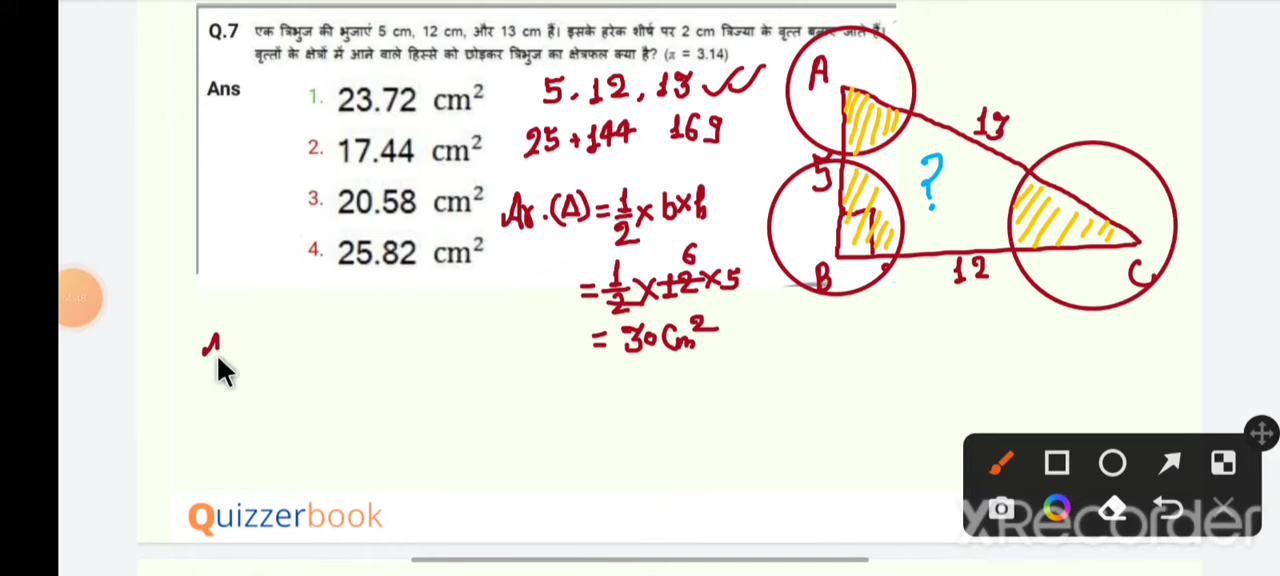 Q.7 एक त्रिभुज की भुजाएं 5 cm, 12 cm, और 13 cm हैं। इसके हरेक शीर्ष पर 2 cm त्रिज्या के वृत्त बनाए जाते हैं।
वृत्तों के क्षेत्रों में आने वाले हिस्से को छोड़कर त्रिभुज का क्षेत्रफल क्या है? (π = 3.14)
Ans
1. 23.72 cm²
2. 17.44 cm²
3. 20.58 cm²
4. 25.82 cm²
5. 12, 13
25 + 144 169
Ar. (Δ) = 1/2 × b × h
= 1/2 × 12 × 5
6
= 30 Cm²
A
13
5
?
B
12
C
Quizzerbook
XRecorder